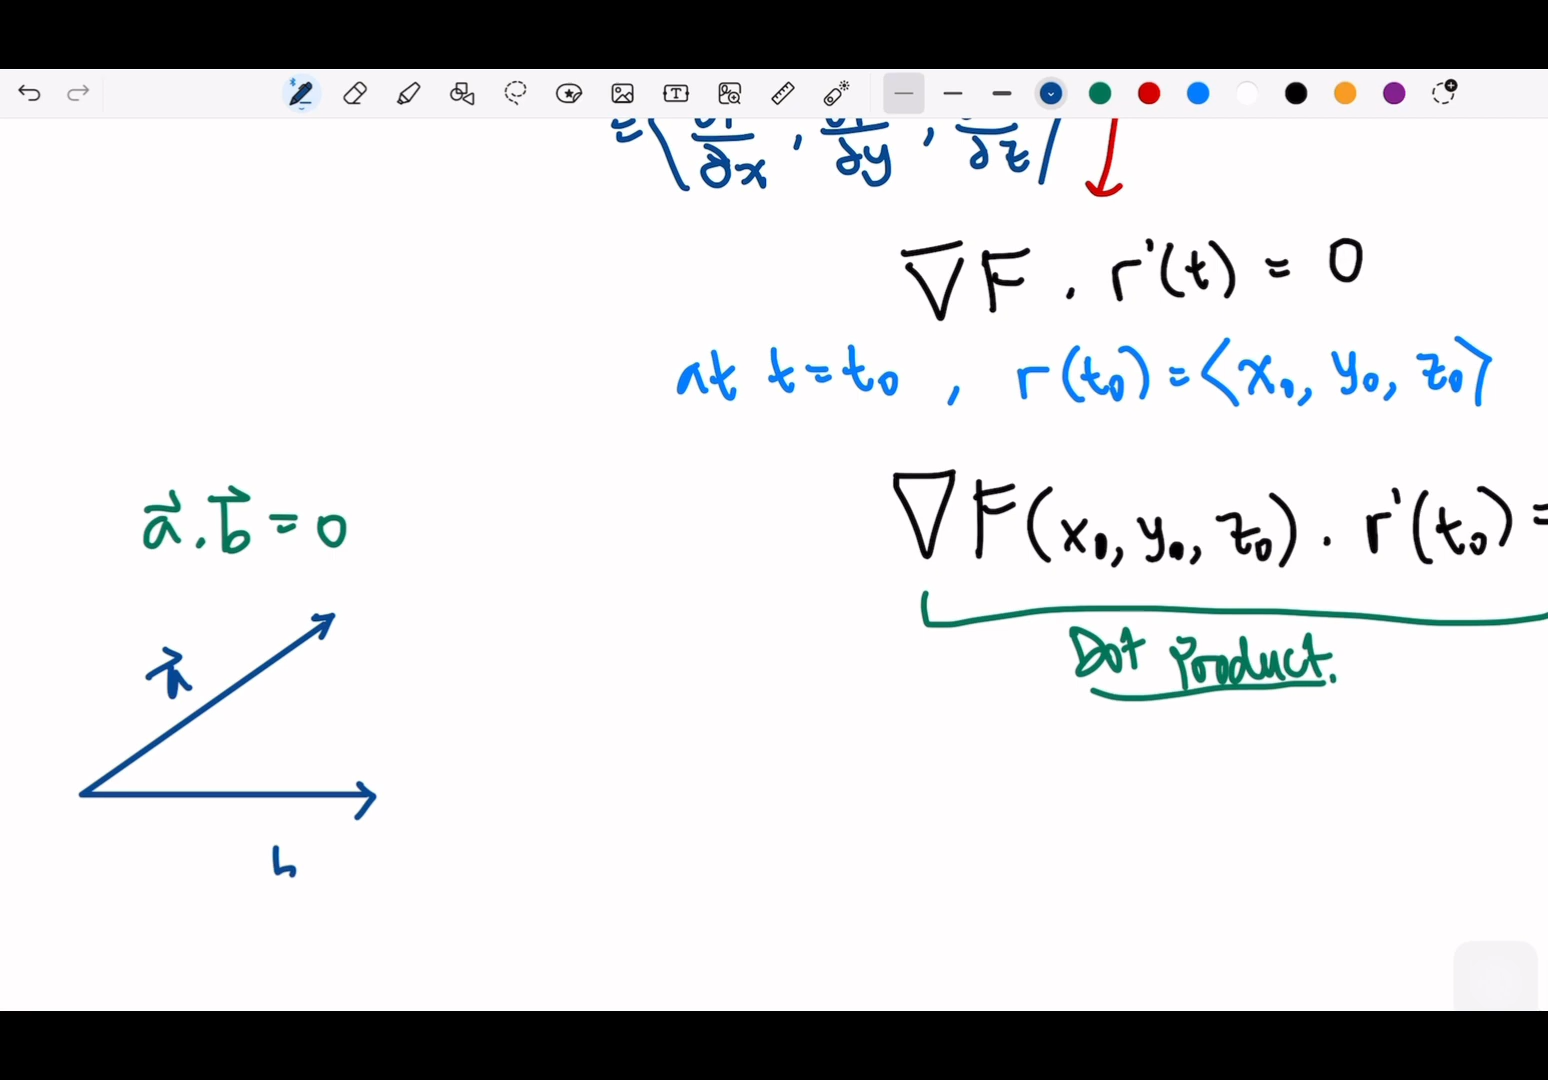 = ⟨ ∂F/∂x , ∂F/∂y , ∂/∂z ⟩
∇F . r'(t) = 0
at t = t₀ , r(t₀) = ⟨x₀, y₀, z₀⟩
a⃗ . b⃗ = 0
∇F(x₀, y₀, z₀) . r'(t₀) =
Dot Product.
a⃗
b